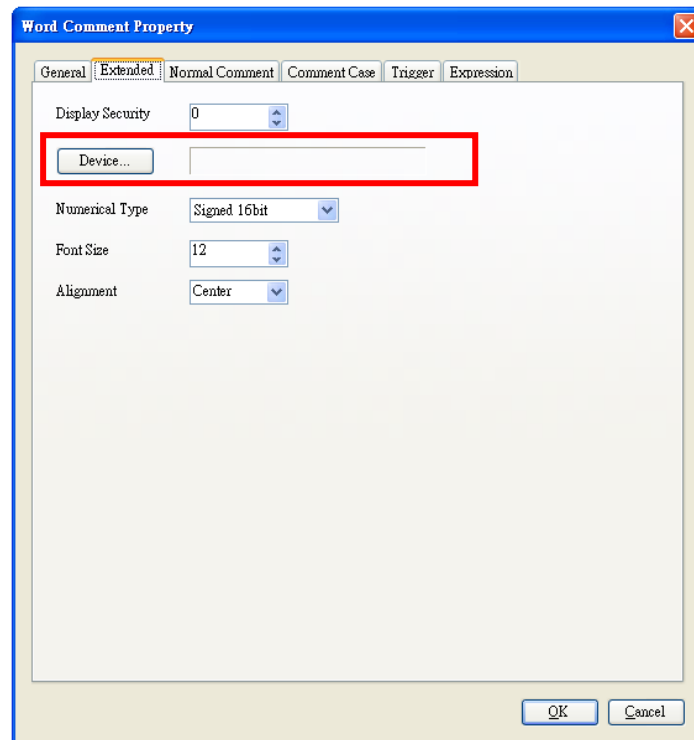 Word Comment Property
General Extended Normal Comment Comment Case Trigger Expression
Display Security 0
Device...
Numerical Type Signed 16bit
Font Size 12
Alignment Center
OK Cancel